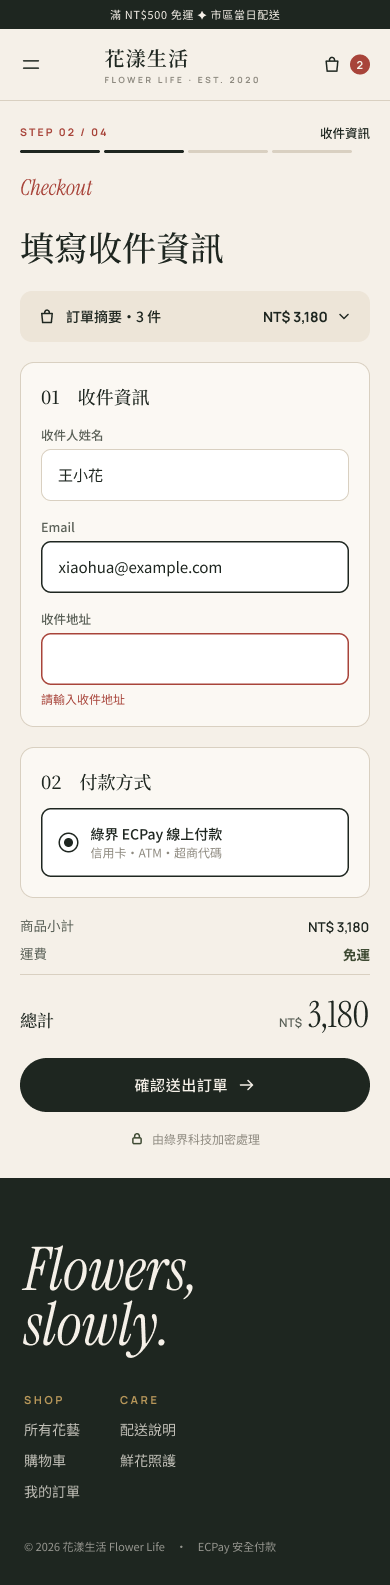 滿 NT$500 免運 ✦ 市區當日配送
花漾生活
FLOWER LIFE · EST. 2020
2
STEP 02 / 04
收件資訊
Checkout
填寫收件資訊
訂單摘要・3 件 NT$ 3,180
01 收件資訊
收件人姓名
王小花
Email
xiaohua@example.com
收件地址
請輸入收件地址
02 付款方式
綠界 ECPay 線上付款
信用卡・ATM・超商代碼
商品小計 NT$ 3,180
運費 免運
總計 NT$ 3,180
確認送出訂單 →
由綠界科技加密處理
Flowers,
slowly.
SHOP CARE
所有花藝 配送說明
購物車 鮮花照護
我的訂單
© 2026 花漾生活 Flower Life ・ ECPay 安全付款